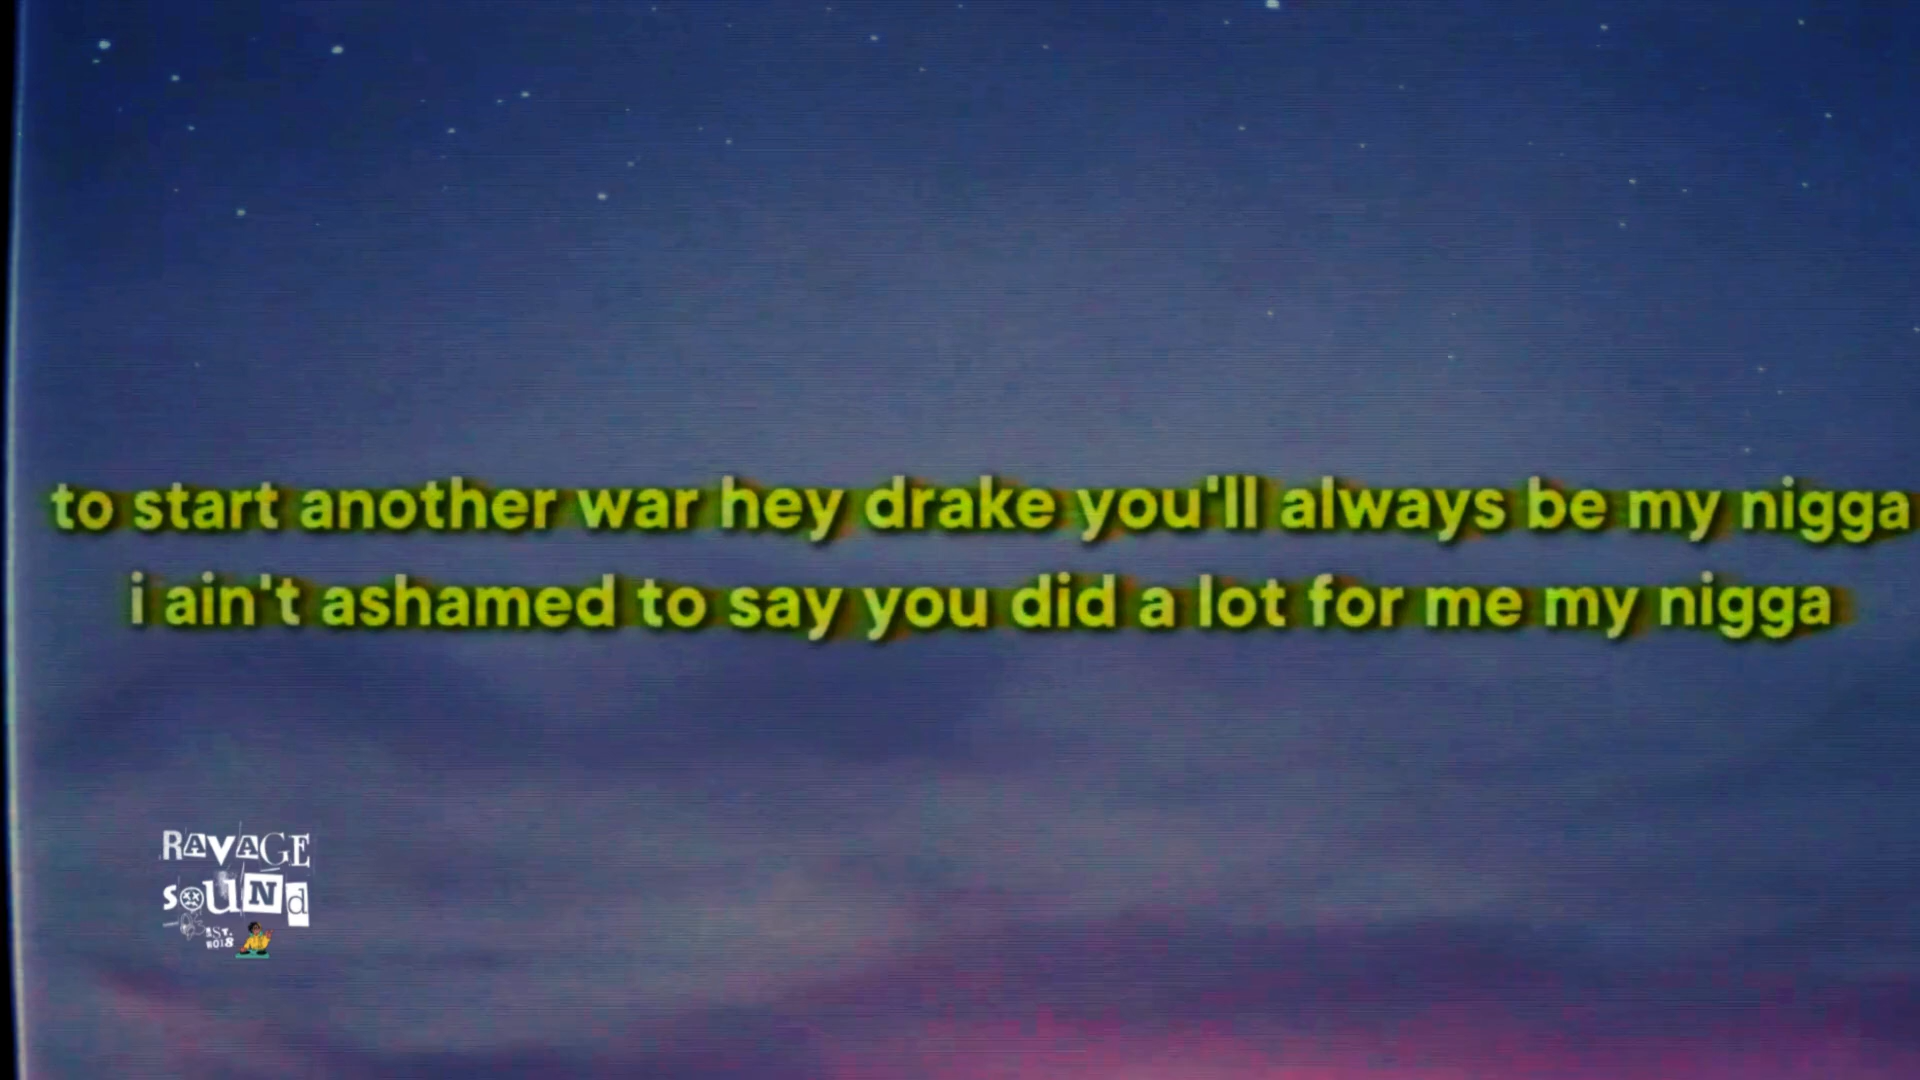 to start another war hey drake you'll always be my nigga
i ain't ashamed to say you did a lot for me my nigga
RAVAGE
SOUNd
EST.
2018